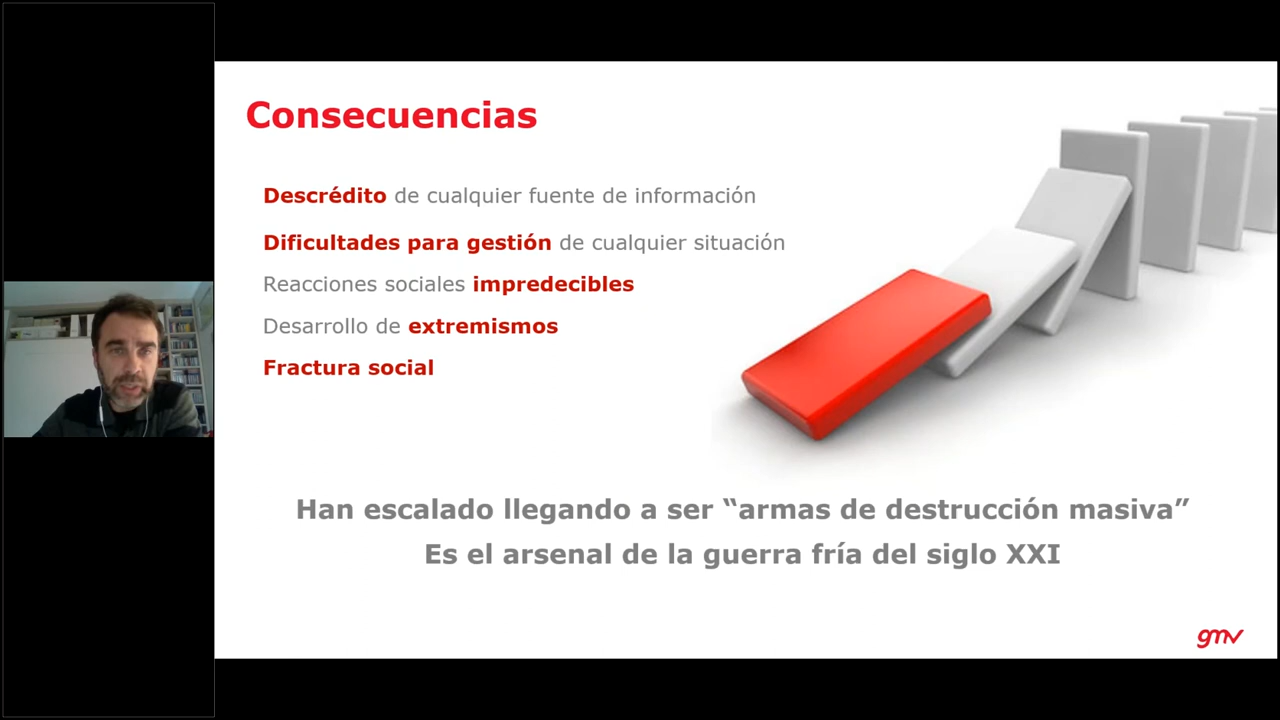 Consecuencias
Descrédito de cualquier fuente de información
Dificultades para gestión de cualquier situación
Reacciones sociales impredecibles
Desarrollo de extremismos
Fractura social
Han escalado llegando a ser “armas de destrucción masiva”
Es el arsenal de la guerra fría del siglo XXI
gmv